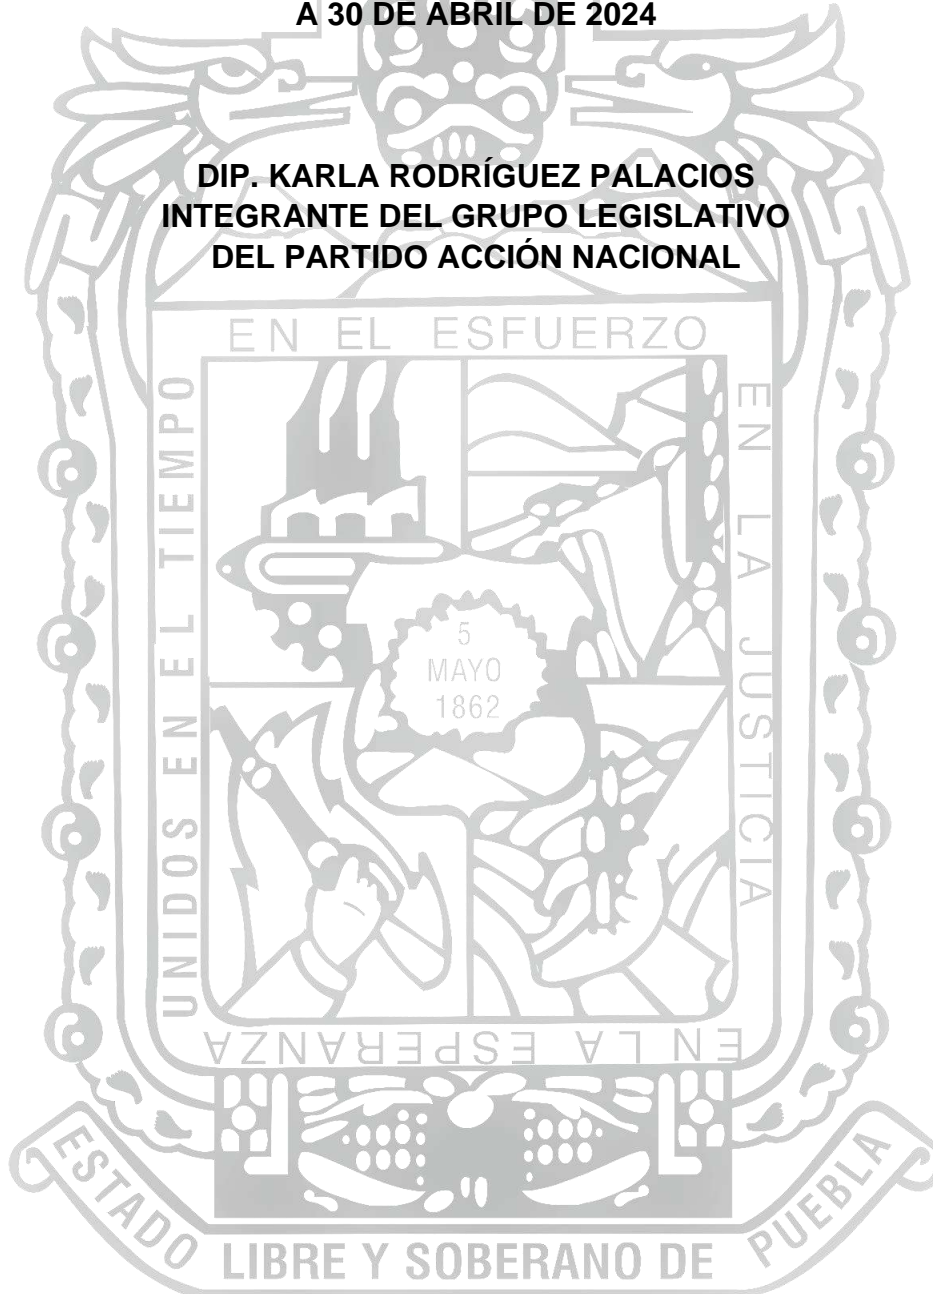 A 30 DE ABRIL DE 2024
DIP. KARLA RODRÍGUEZ PALACIOS
INTEGRANTE DEL GRUPO LEGISLATIVO
DEL PARTIDO ACCIÓN NACIONAL
UNIDOS EN EL TIEMPO
EN EL ESFUERZO
EN LA JUSTICIA
EN LA ESPERANZA
5
MAYO
1862
ESTADO LIBRE Y SOBERANO DE PUEBLA